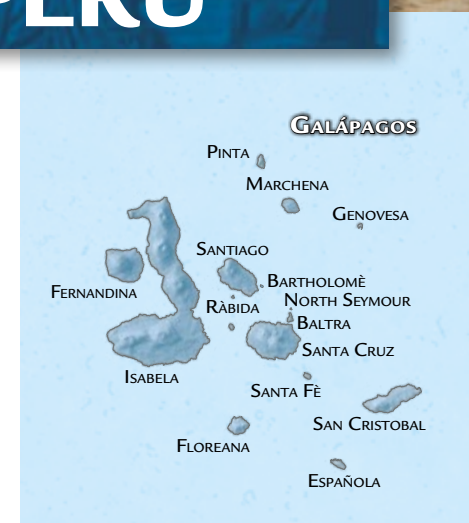 PERU
GALÁPAGOS
PINTA
MARCHENA
GENOVESA
SANTIAGO
BARTHOLOMÈ
FERNANDINA
RÀBIDA
NORTH SEYMOUR
BALTRA
SANTA CRUZ
ISABELA
SANTA FÈ
SAN CRISTOBAL
FLOREANA
ESPAÑOLA